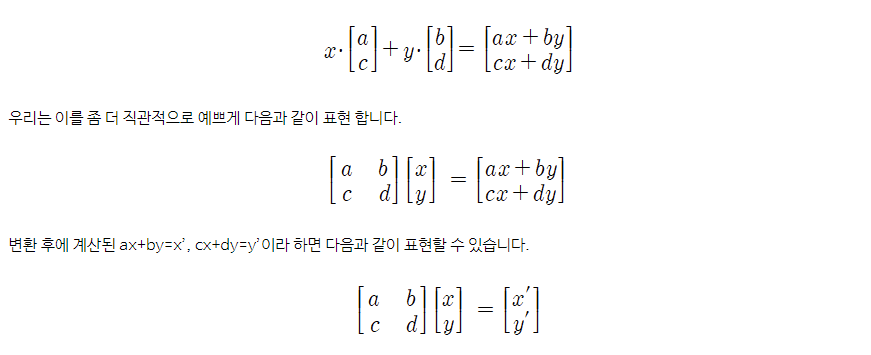 x·[a c]+y·[b d]=[ax+by cx+dy]
우리는 이를 좀 더 직관적으로 예쁘게 다음과 같이 표현 합니다.
[a b c d][x y]=[ax+by cx+dy]
변환 후에 계산된 ax+by=x’, cx+dy=y’이라 하면 다음과 같이 표현할 수 있습니다.
[a b c d][x y]=[x′ y′]